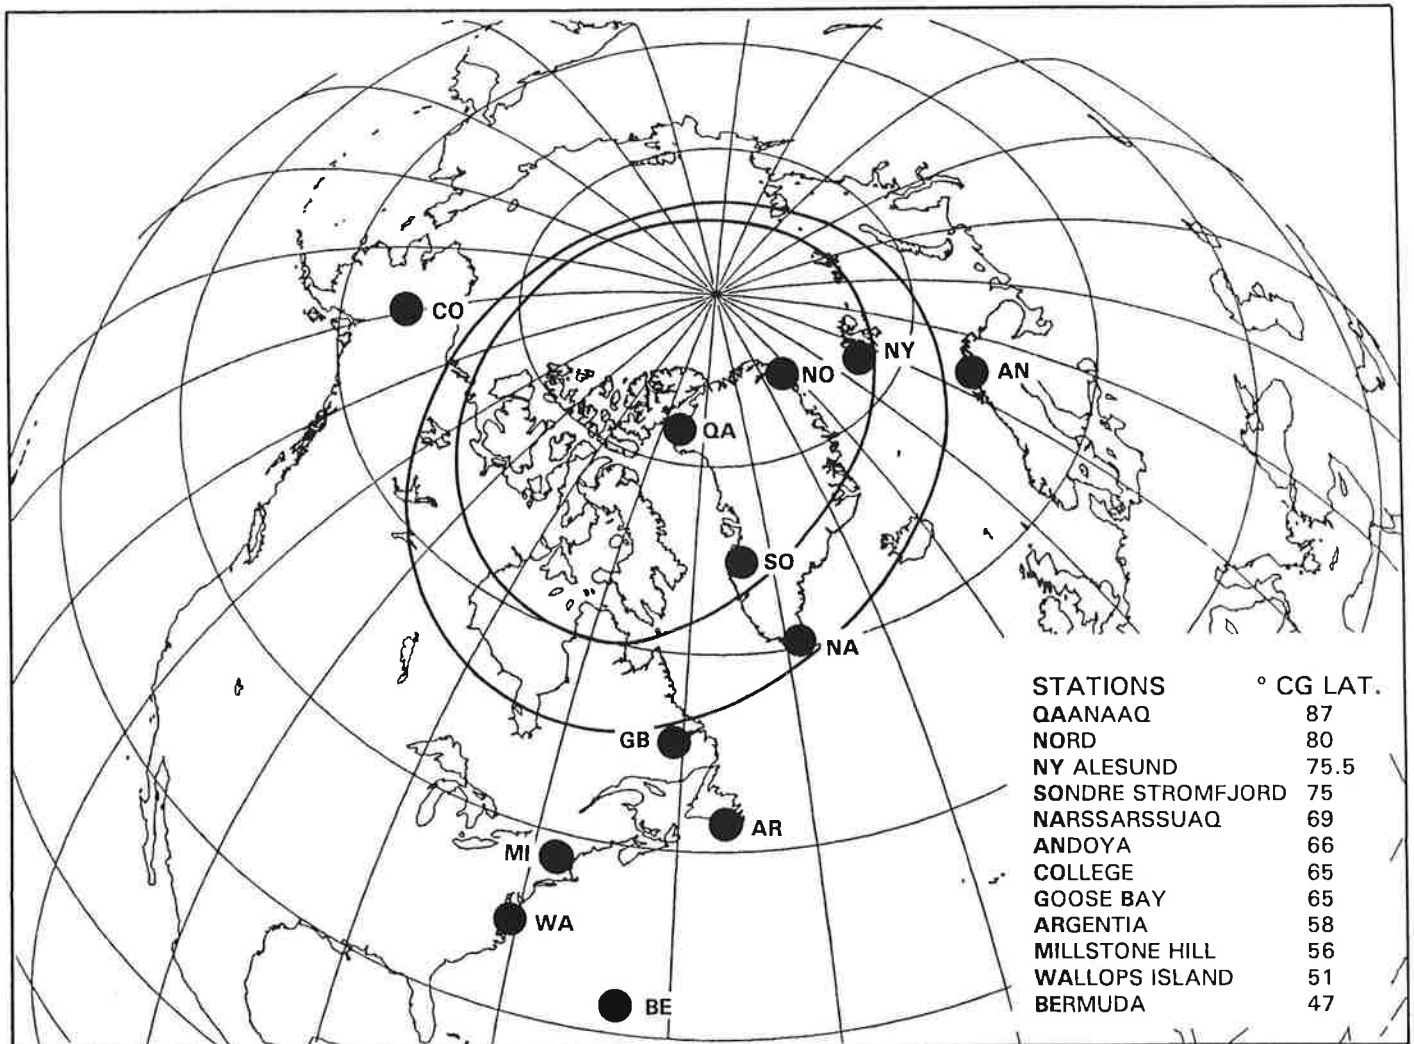 CO
NY
NO
AN
QA
SO
NA
GB
AR
MI
WA
BE
STATIONS ° CG LAT.
QAANAAQ 87
NORD 80
NY ALESUND 75.5
SONDRE STROMFJORD 75
NARSSARSSUAQ 69
ANDOYA 66
COLLEGE 65
GOOSE BAY 65
ARGENTIA 58
MILLSTONE HILL 56
WALLOPS ISLAND 51
BERMUDA 47